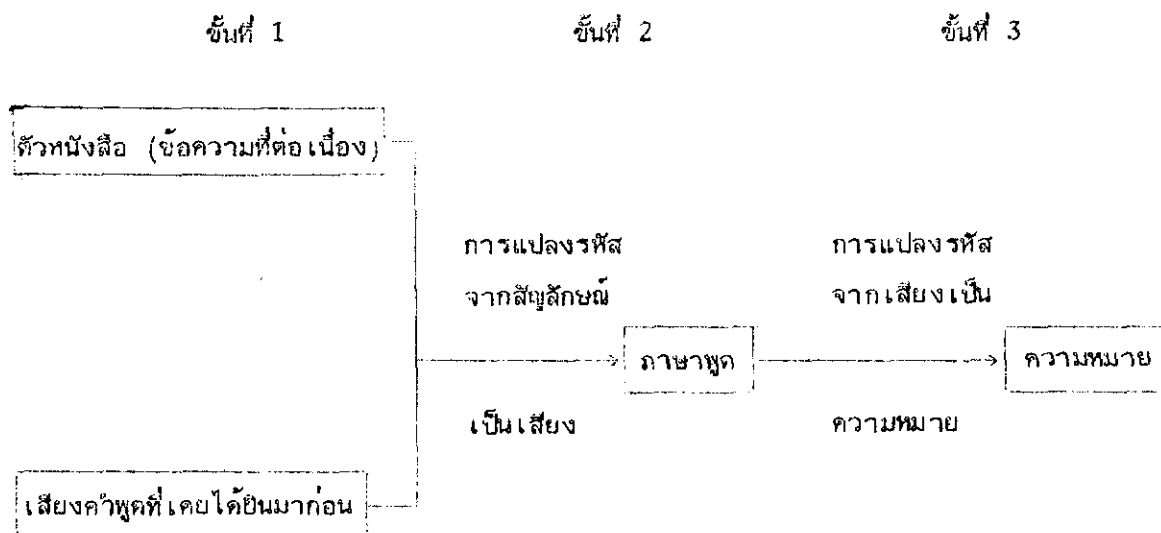 ขั้นที่ 1 ขั้นที่ 2 ขั้นที่ 3
ตัวหนังสือ (ข้อความที่ต่อเนื่อง)
การแปลงรหัส การแปลงรหัส
จากสัญลักษณ์ จากเสียงเป็น
ภาษาพูด ความหมาย
เป็นเสียง ความหมาย
เสียงคำพูดที่เคยได้ยินมาก่อน